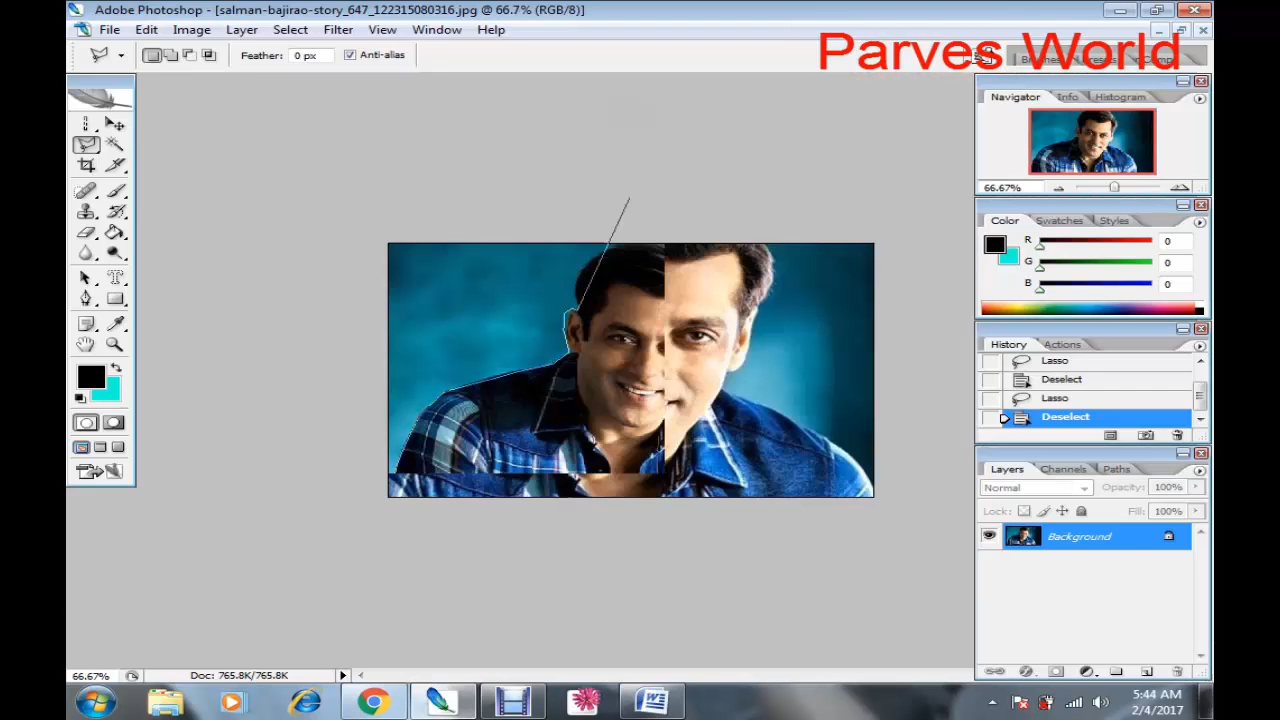 Adobe Photoshop - [salman-bajirao-story_647_122315080316.jpg @ 66.7% (RGB/8)]
File Edit Image Layer Select Filter View Window Help
Parves World
Feather: 0 px Anti-alias
Navigator Info Histogram
66.67%
Color Swatches Styles
R 0
G 0
B 0
History Actions
Lasso
Deselect
Lasso
Deselect
Layers Channels Paths
Normal Opacity: 100%
Lock: Fill: 100%
Background
66.67% Doc: 765.8K/765.8K
5:44 AM
2/4/2017